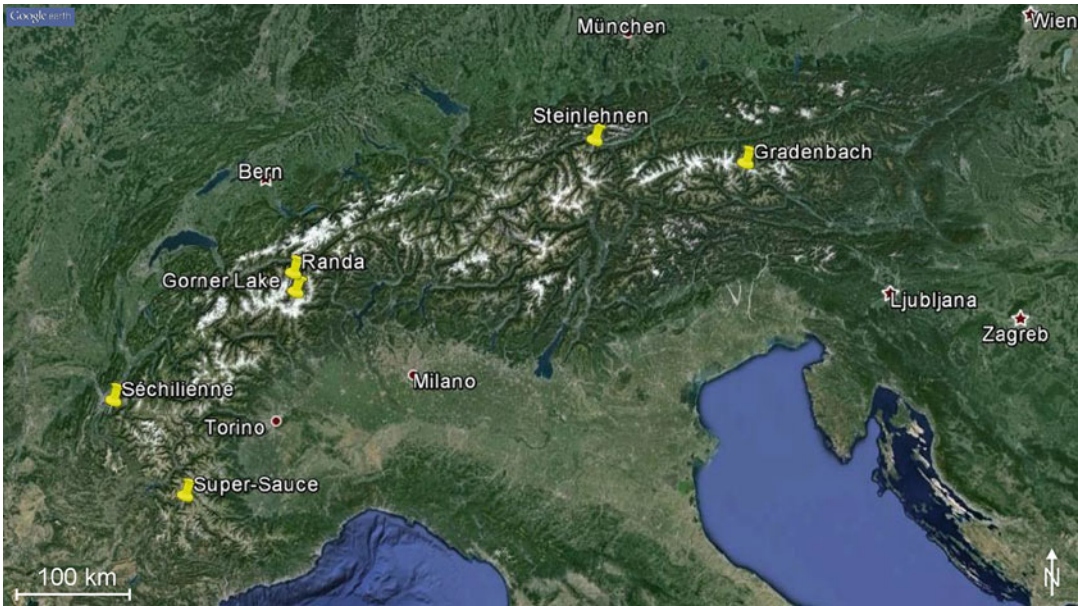 Google earth
München
Wien
Steinlehnen
Gradenbach
Bern
Randa
Gorner Lake
Ljubljana
Zagreb
Séchilienne
Milano
Torino
Super-Sauce
100 km
N